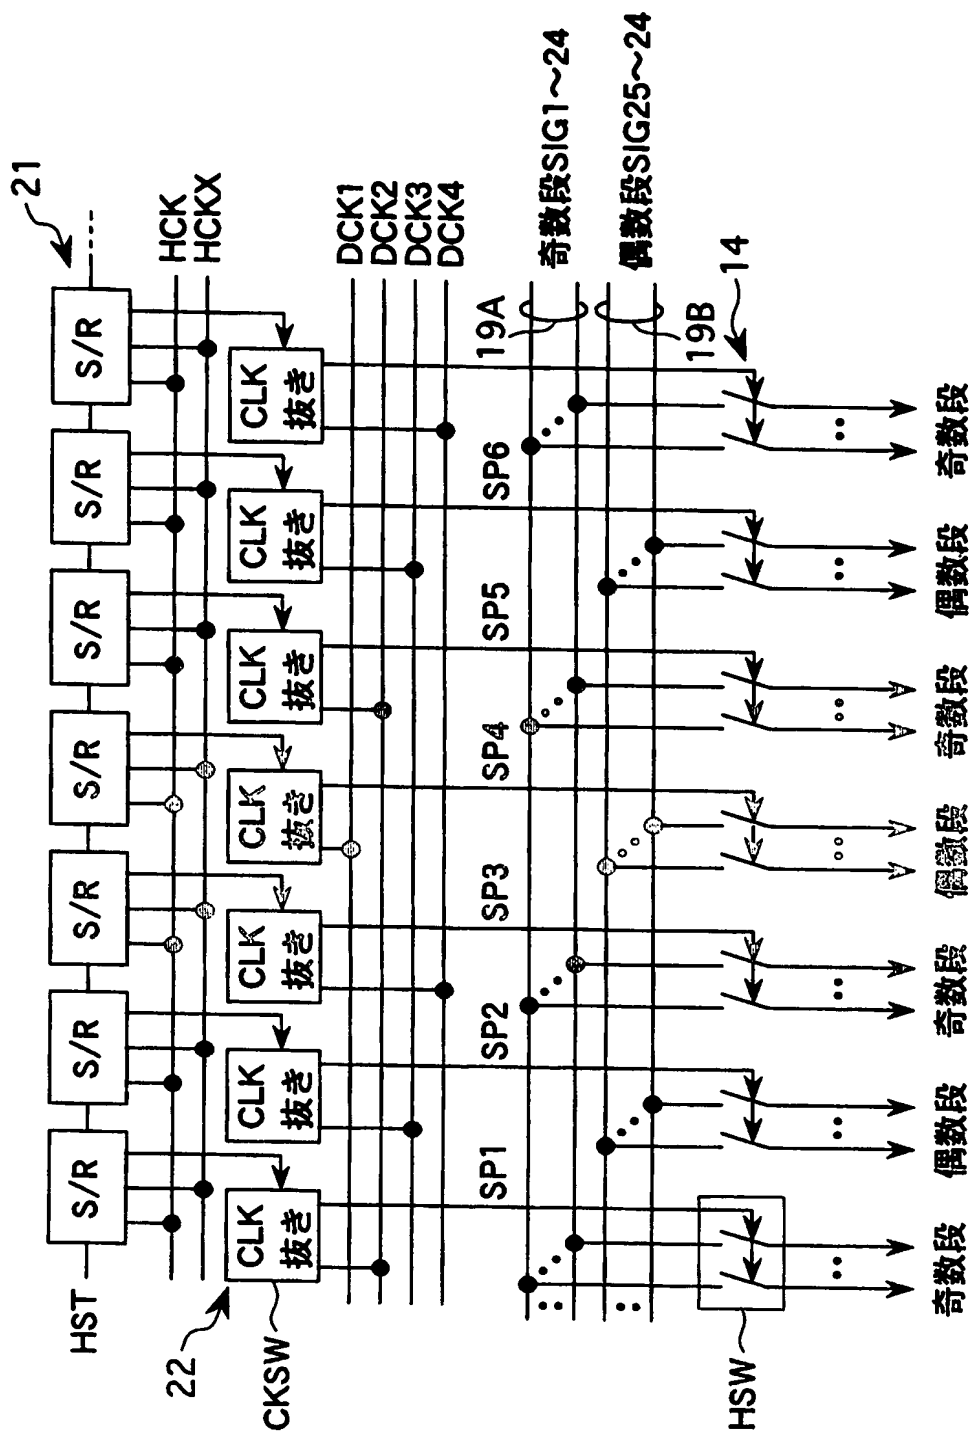 21
S/R
S/R
S/R
S/R
S/R
S/R
S/R
HST
HCK
HCKX
22
CLK
抜き
CLK
抜き
CLK
抜き
CLK
抜き
CLK
抜き
CLK
抜き
CLK
抜き
CKSW
DCK1
DCK2
DCK3
DCK4
SP1
SP2
SP3
SP4
SP5
SP6
19A
奇数段SIG1～24
偶数段SIG25～24
19B
14
HSW
奇数段
偶数段
奇数段
偶数段
奇数段
偶数段
奇数段